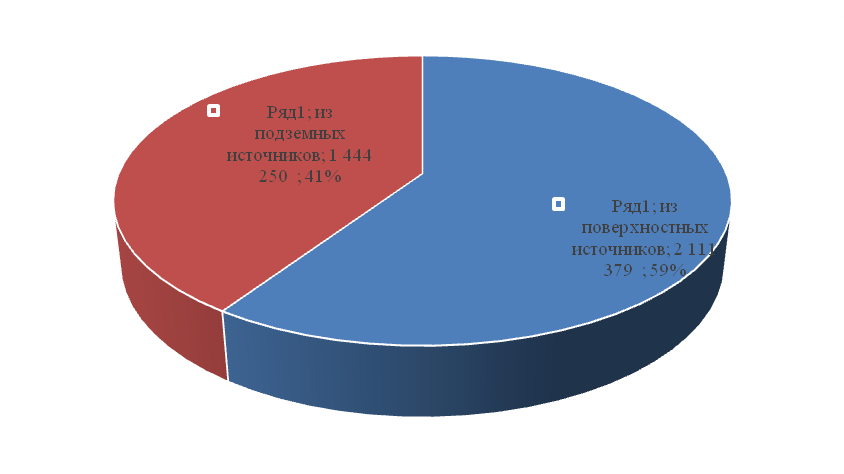 Ряд1; из
подземных
источников; 1 444
250 ; 41%
Ряд1; из
поверхностных
источников; 2 111
379 ; 59%